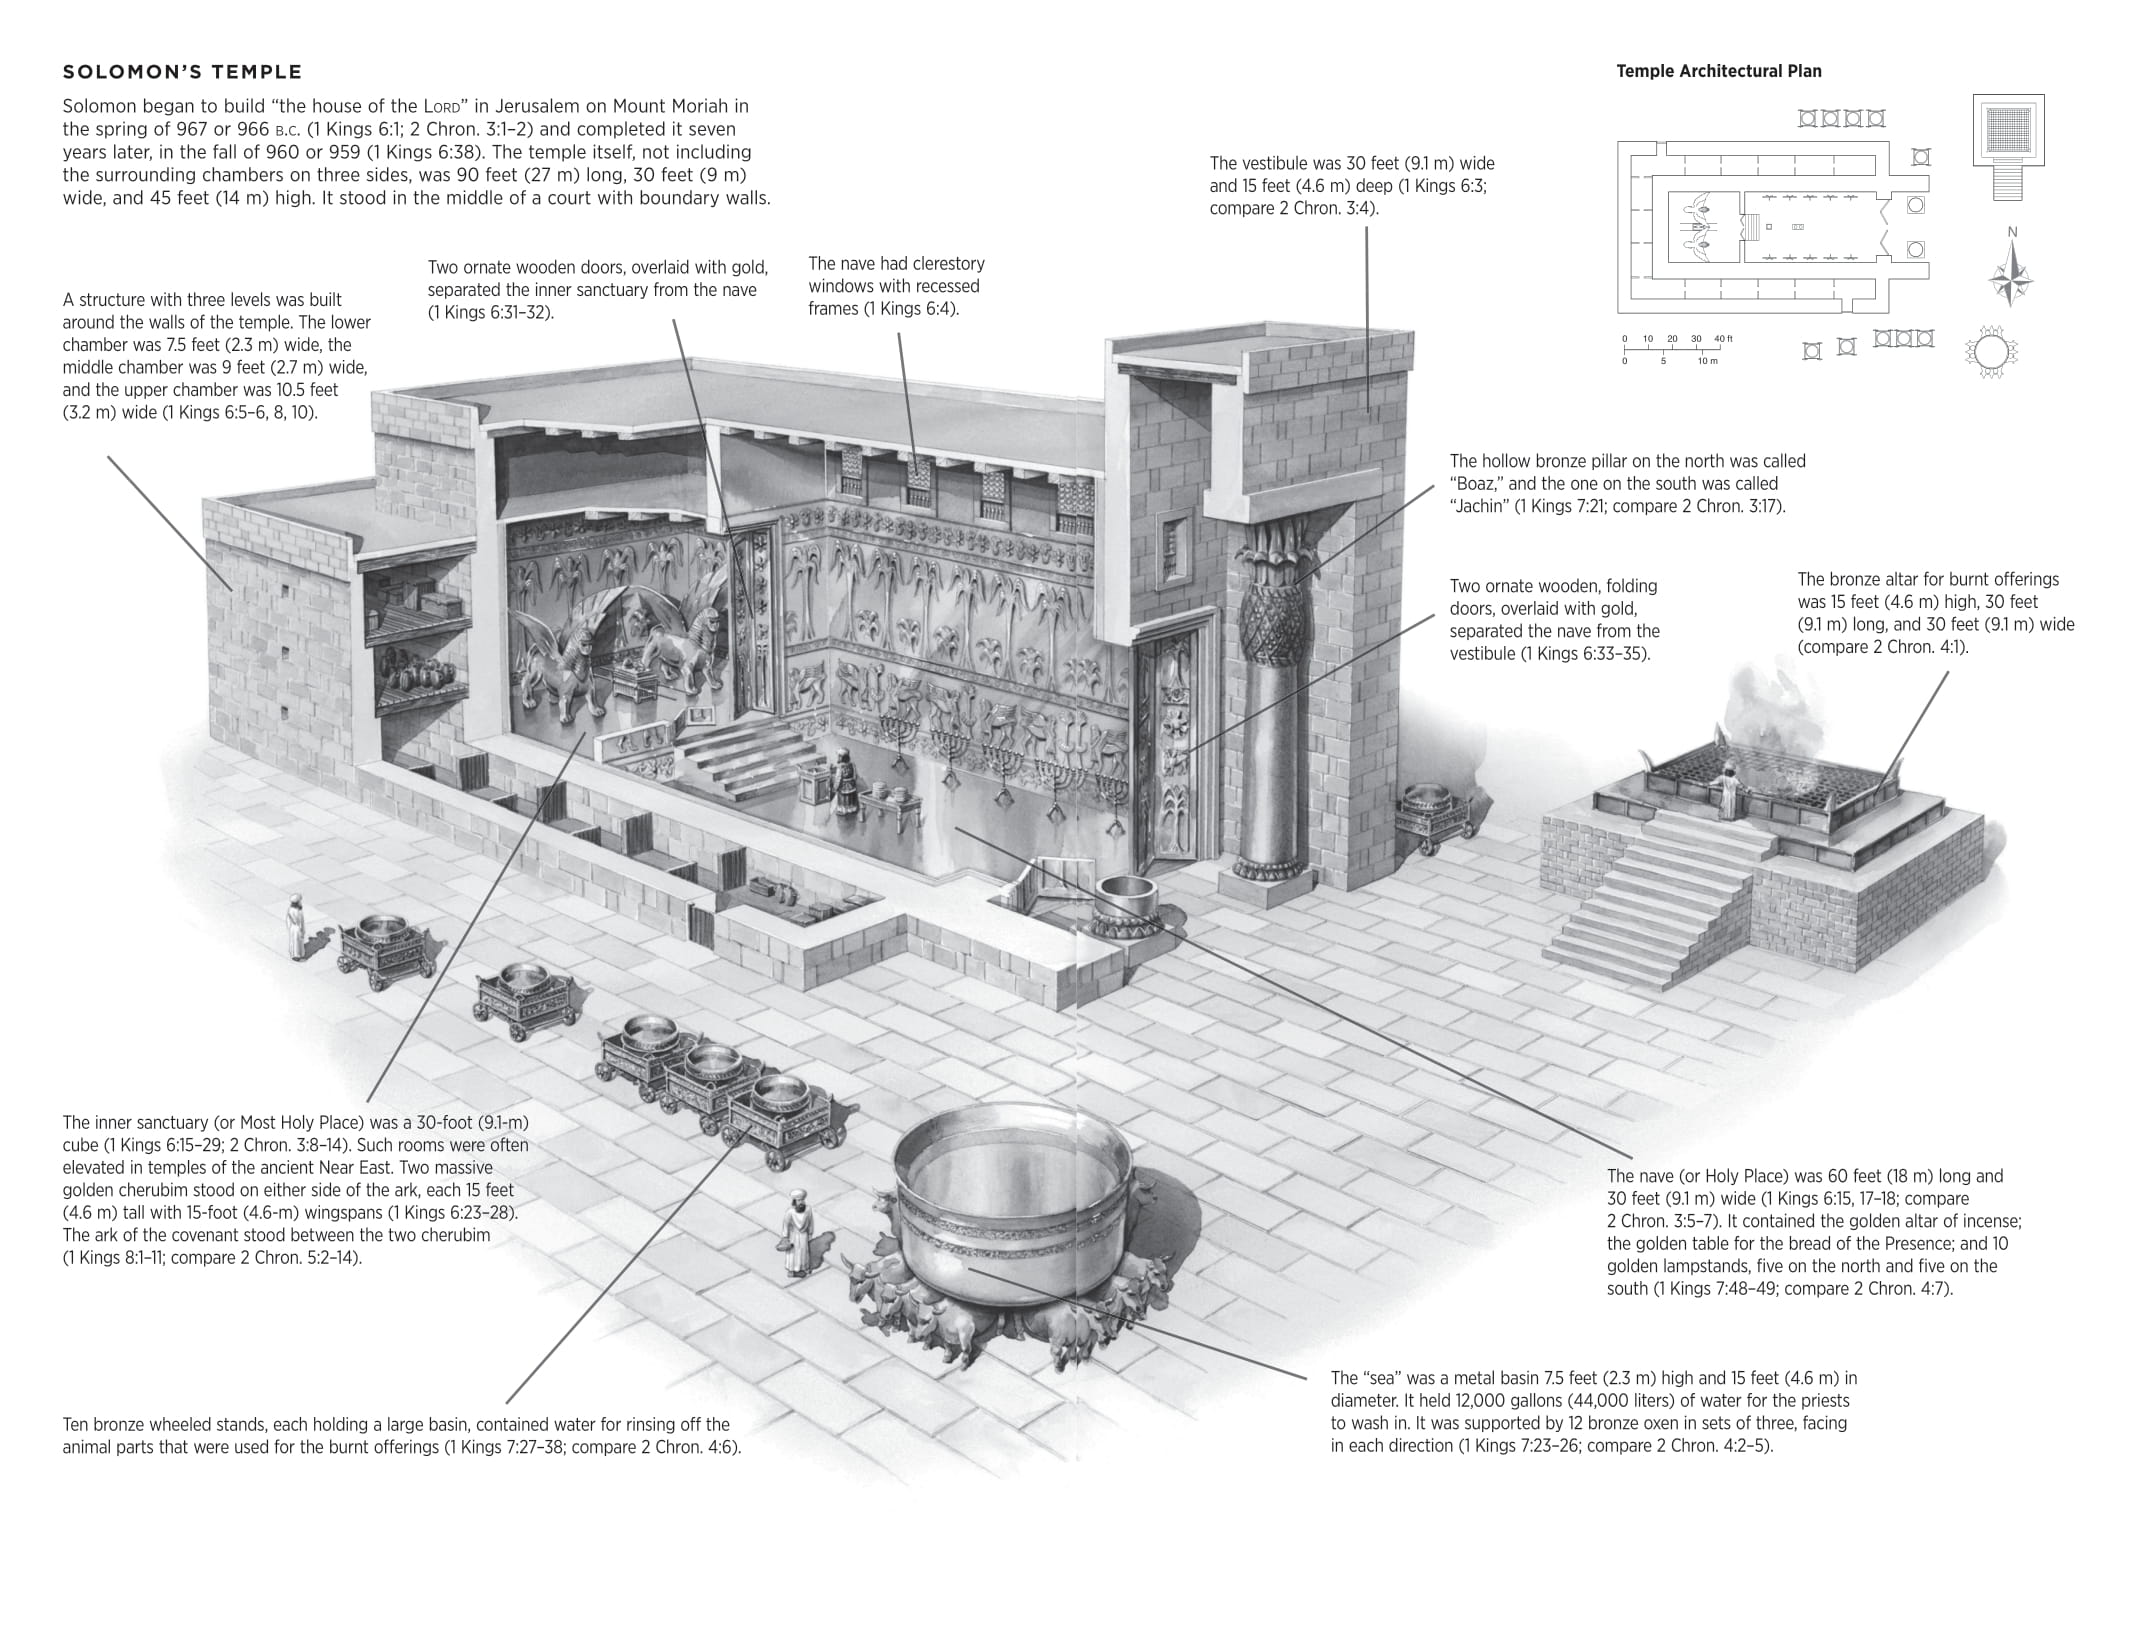 SOLOMON’S TEMPLE
Solomon began to build “the house of the LORD” in Jerusalem on Mount Moriah in
the spring of 967 or 966 B.C. (1 Kings 6:1; 2 Chron. 3:1–2) and completed it seven
years later, in the fall of 960 or 959 (1 Kings 6:38). The temple itself, not including
the surrounding chambers on three sides, was 90 feet (27 m) long, 30 feet (9 m)
wide, and 45 feet (14 m) high. It stood in the middle of a court with boundary walls.
A structure with three levels was built
around the walls of the temple. The lower
chamber was 7.5 feet (2.3 m) wide, the
middle chamber was 9 feet (2.7 m) wide,
and the upper chamber was 10.5 feet
(3.2 m) wide (1 Kings 6:5–6, 8, 10).
Two ornate wooden doors, overlaid with gold,
separated the inner sanctuary from the nave
(1 Kings 6:31–32).
The nave had clerestory
windows with recessed
frames (1 Kings 6:4).
The vestibule was 30 feet (9.1 m) wide
and 15 feet (4.6 m) deep (1 Kings 6:3;
compare 2 Chron. 3:4).
Temple Architectural Plan
N
0 10 20 30 40 ft
0 5 10 m
The hollow bronze pillar on the north was called
“Boaz,” and the one on the south was called
“Jachin” (1 Kings 7:21; compare 2 Chron. 3:17).
Two ornate wooden, folding
doors, overlaid with gold,
separated the nave from the
vestibule (1 Kings 6:33–35).
The bronze altar for burnt offerings
was 15 feet (4.6 m) high, 30 feet
(9.1 m) long, and 30 feet (9.1 m) wide
(compare 2 Chron. 4:1).
The inner sanctuary (or Most Holy Place) was a 30-foot (9.1-m)
cube (1 Kings 6:15–29; 2 Chron. 3:8–14). Such rooms were often
elevated in temples of the ancient Near East. Two massive
golden cherubim stood on either side of the ark, each 15 feet
(4.6 m) tall with 15-foot (4.6-m) wingspans (1 Kings 6:23–28).
The ark of the covenant stood between the two cherubim
(1 Kings 8:1–11; compare 2 Chron. 5:2–14).
The nave (or Holy Place) was 60 feet (18 m) long and
30 feet (9.1 m) wide (1 Kings 6:15, 17–18; compare
2 Chron. 3:5–7). It contained the golden altar of incense;
the golden table for the bread of the Presence; and 10
golden lampstands, five on the north and five on the
south (1 Kings 7:48–49; compare 2 Chron. 4:7).
Ten bronze wheeled stands, each holding a large basin, contained water for rinsing off the
animal parts that were used for the burnt offerings (1 Kings 7:27–38; compare 2 Chron. 4:6).
The “sea” was a metal basin 7.5 feet (2.3 m) high and 15 feet (4.6 m) in
diameter. It held 12,000 gallons (44,000 liters) of water for the priests
to wash in. It was supported by 12 bronze oxen in sets of three, facing
in each direction (1 Kings 7:23–26; compare 2 Chron. 4:2–5).